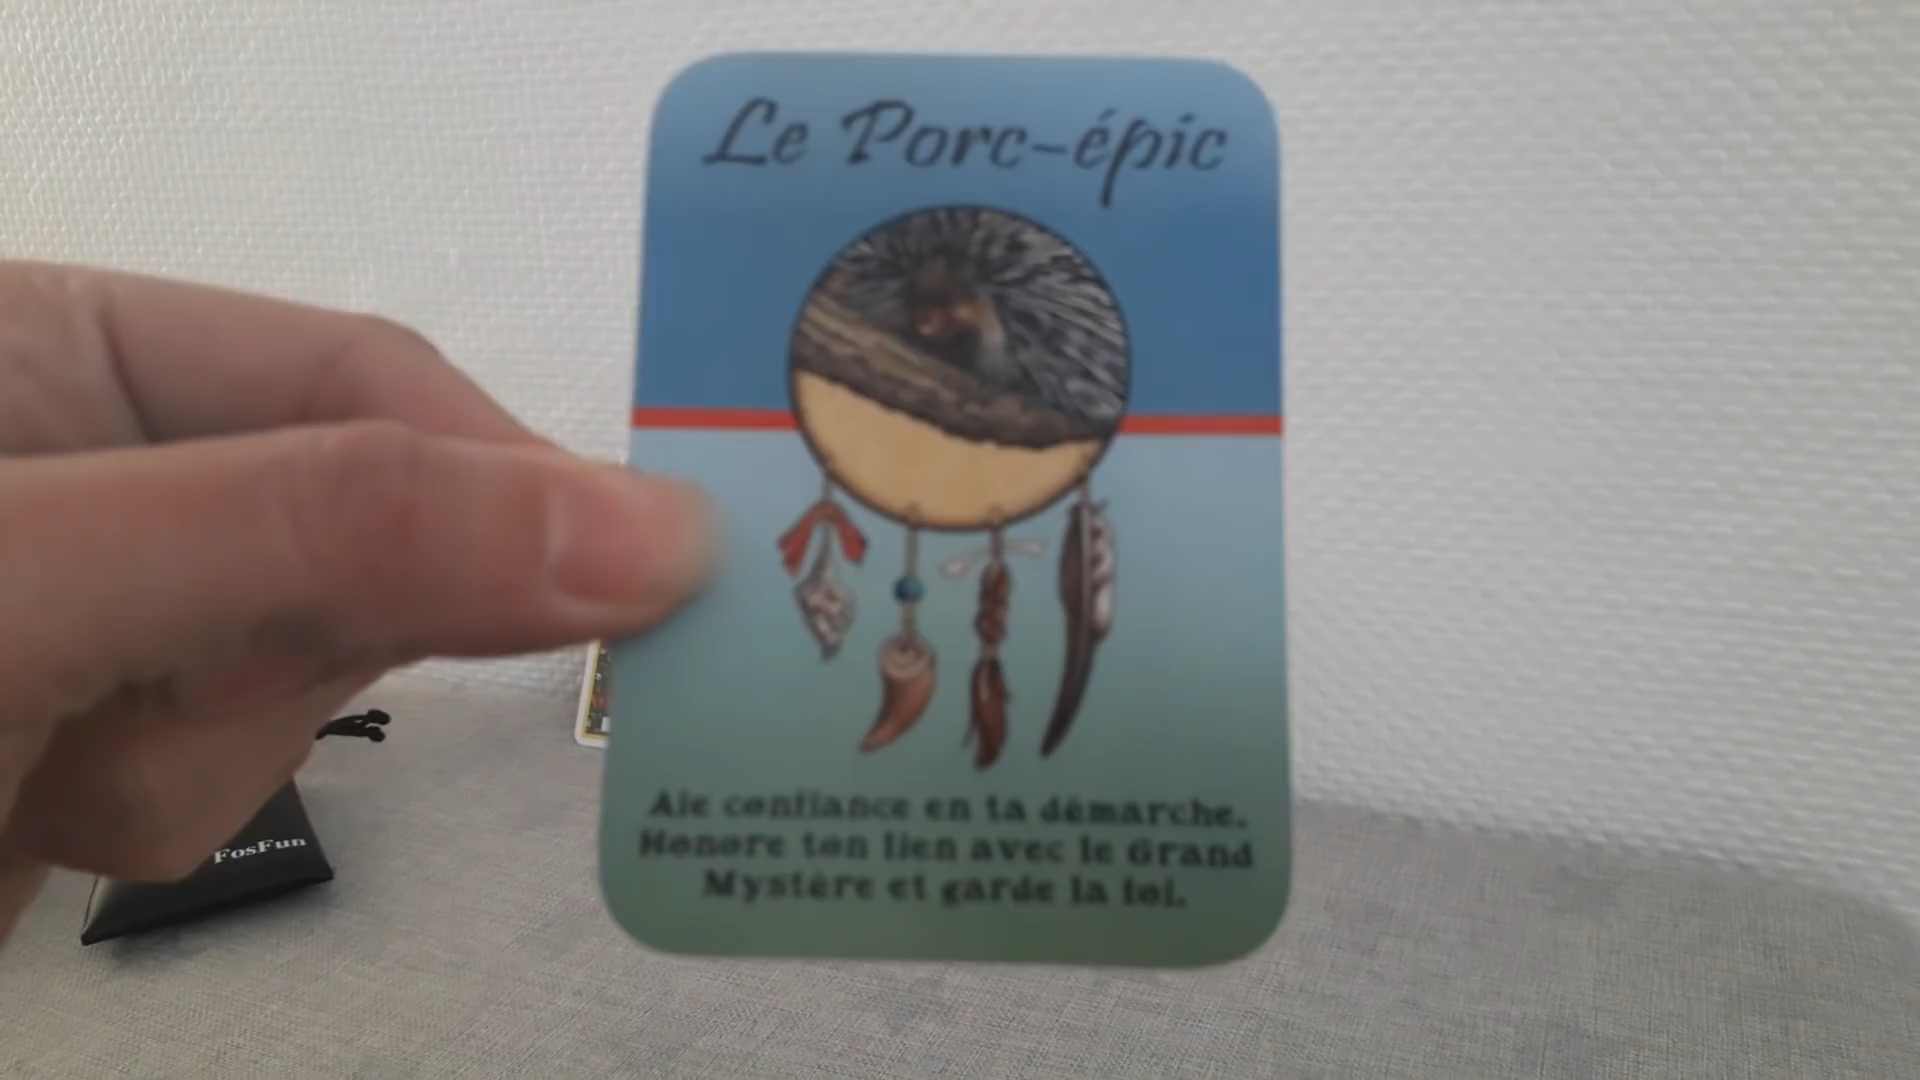 Le Porc-épic
Aie confiance en ta démarche.
Honore ton lien avec le Grand
Mystère et garde la foi.
FosFun